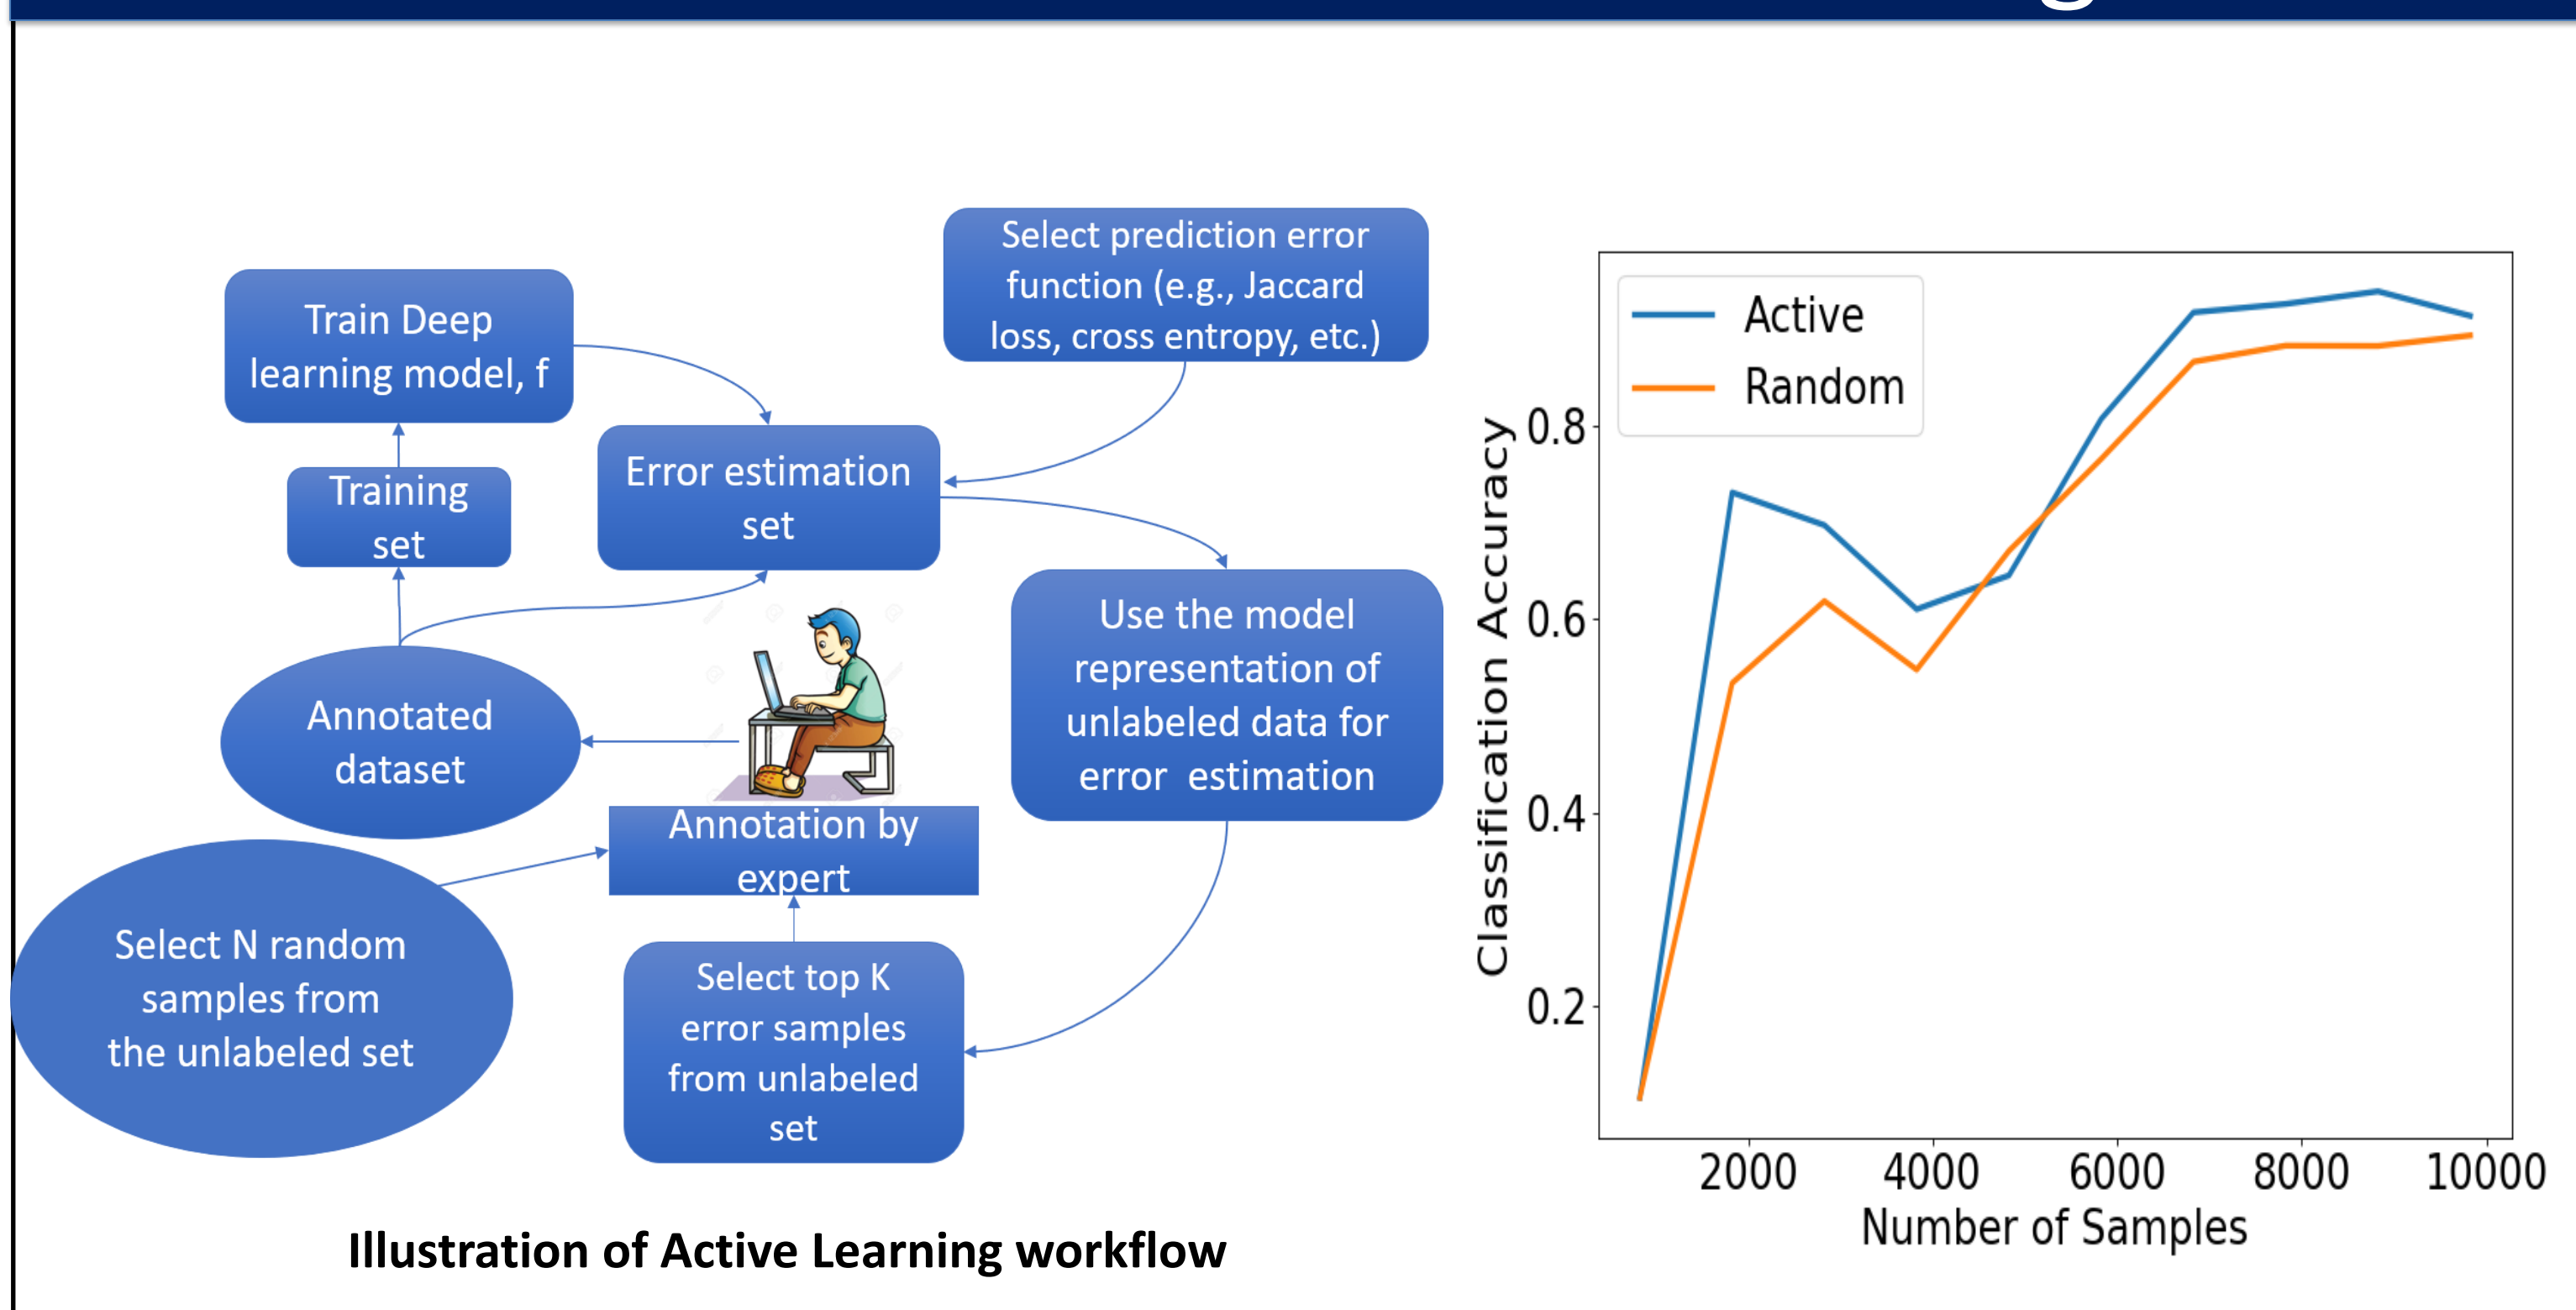 g
Select prediction error
function (e.g., Jaccard
loss, cross entropy, etc.)
Train Deep
learning model, f
Error estimation
set
Training
set
Use the model
representation of
unlabeled data for
error  estimation
Annotated
dataset
Annotation by
expert
Select N random
samples from
the unlabeled set
Select top K
error samples
from unlabeled
set
Illustration of Active Learning workflow
Active
Random
Classification Accuracy
0.8
0.6
0.4
0.2
2000 4000 6000 8000 10000
Number of Samples